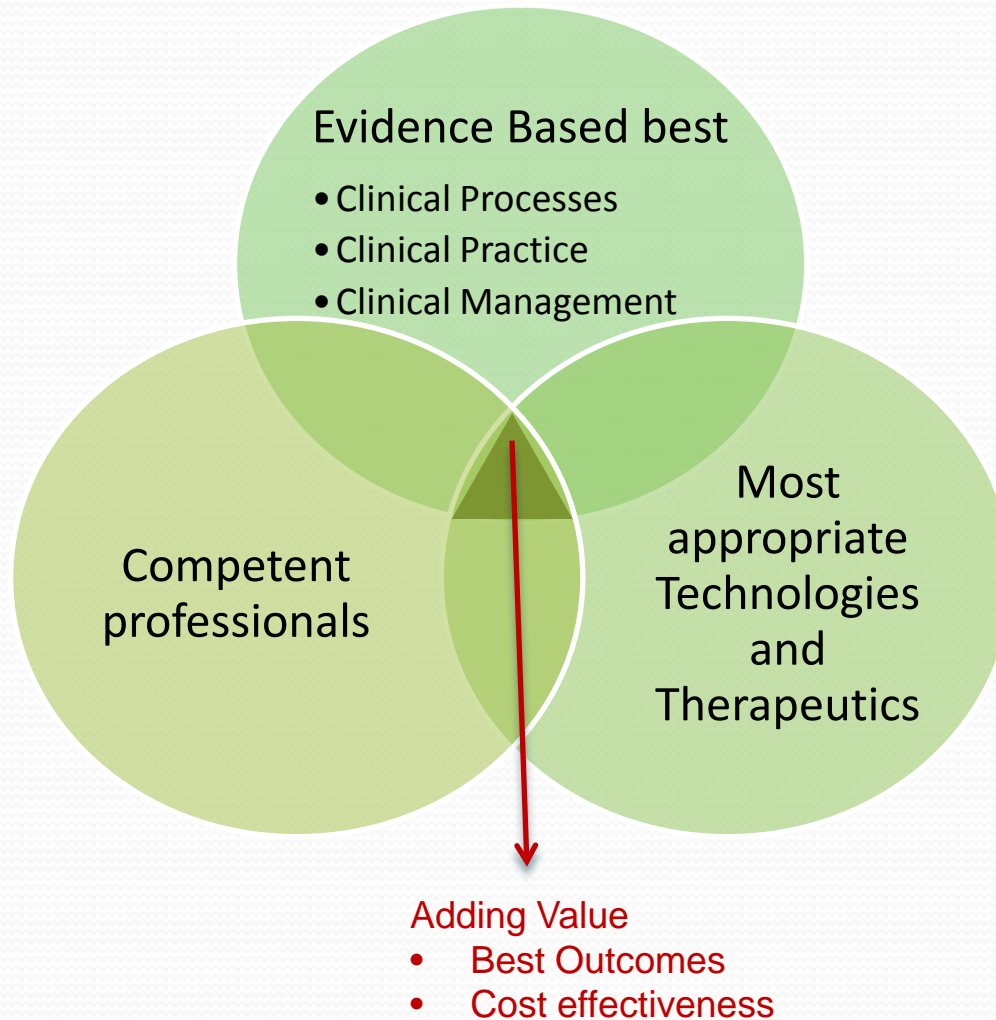 Evidence Based best
• Clinical Processes
• Clinical Practice
• Clinical Management
Competent
professionals
Most
appropriate
Technologies
and
Therapeutics
Adding Value
• Best Outcomes
• Cost effectiveness